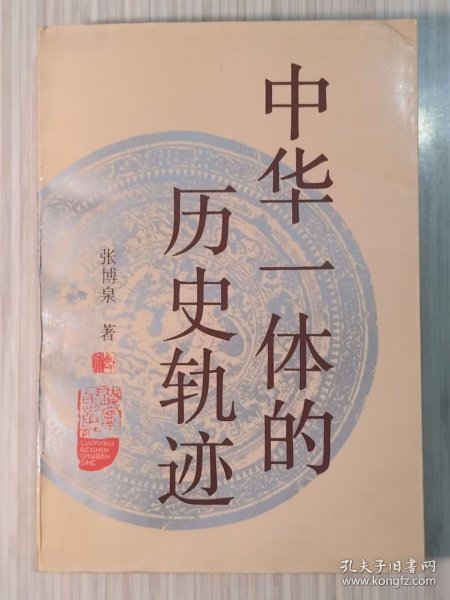 中华一体的
历史轨迹
张博泉 著
LIAONING
RENMIN
CHUBAN
SHE
孔夫子旧书网
www.kongfz.com